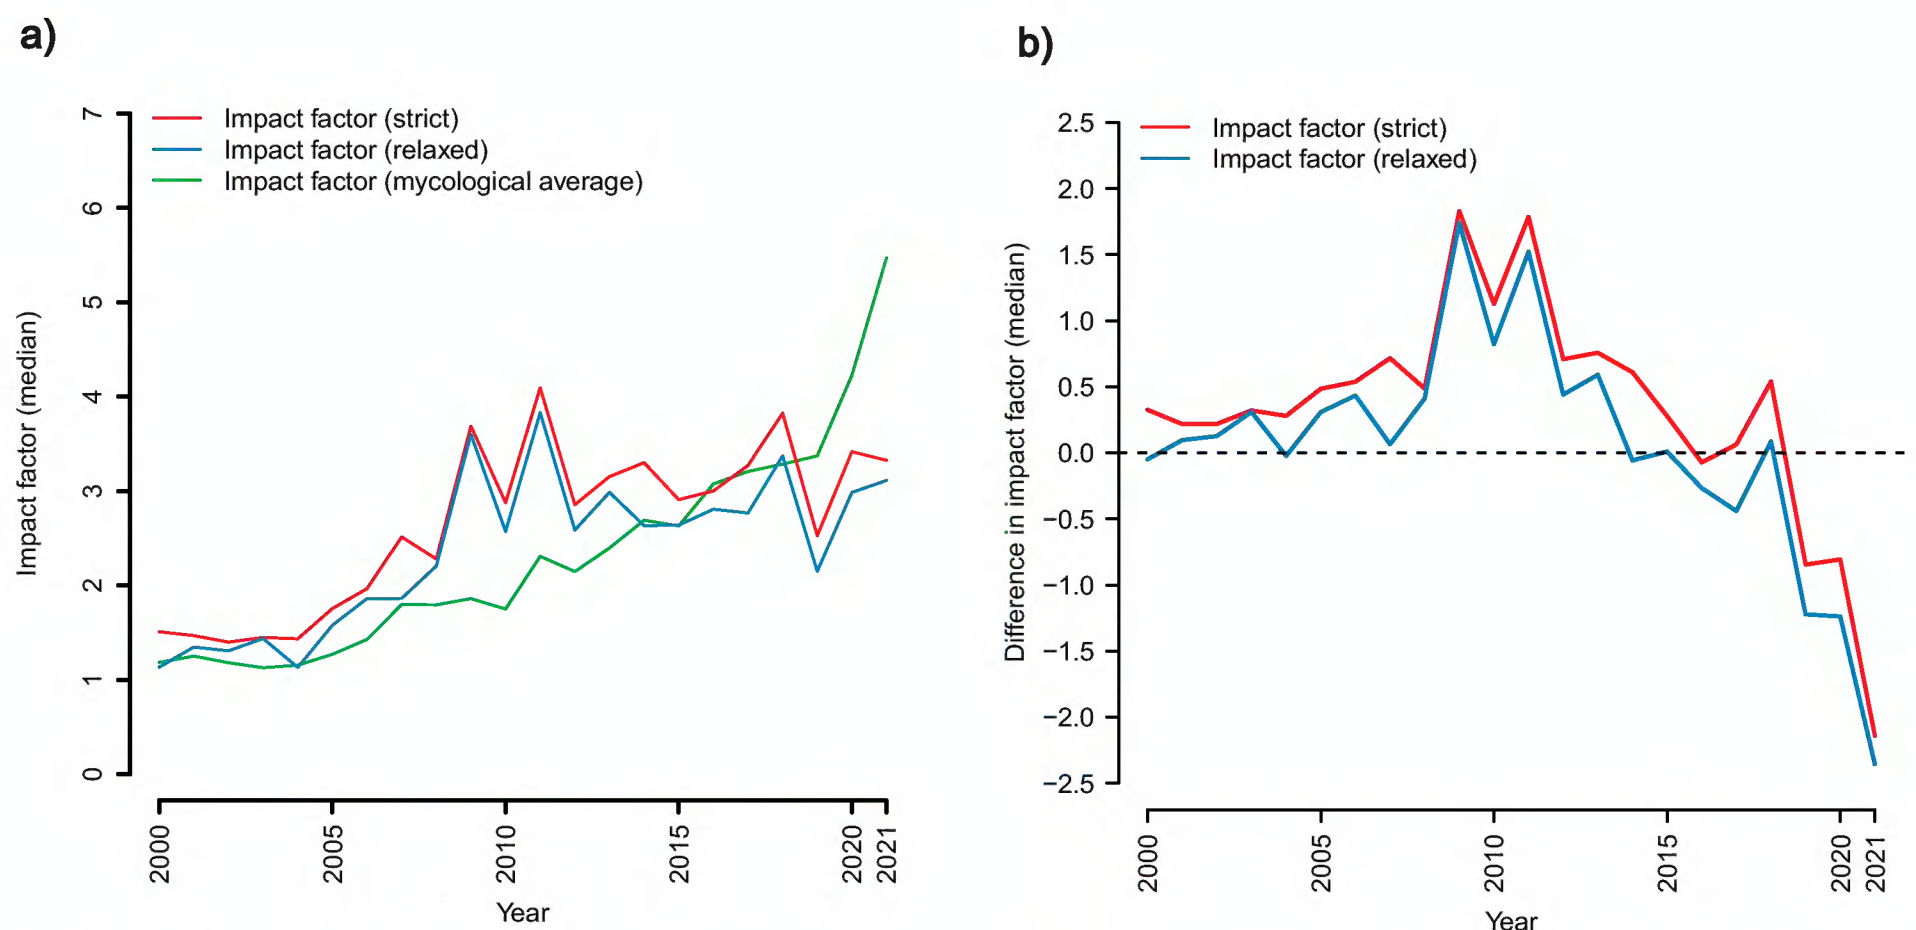 a)
Impact factor (median)
7
6
5
4
3
2
1
0
Impact factor (strict)
Impact factor (relaxed)
Impact factor (mycological average)
2000
2005
2010
2015
2020
2021
Year
b)
Difference in impact factor (median)
2.5
2.0
1.5
1.0
0.5
0.0
−0.5
−1.0
−1.5
−2.0
−2.5
Impact factor (strict)
Impact factor (relaxed)
2000
2005
2010
2015
2020
2021
Year